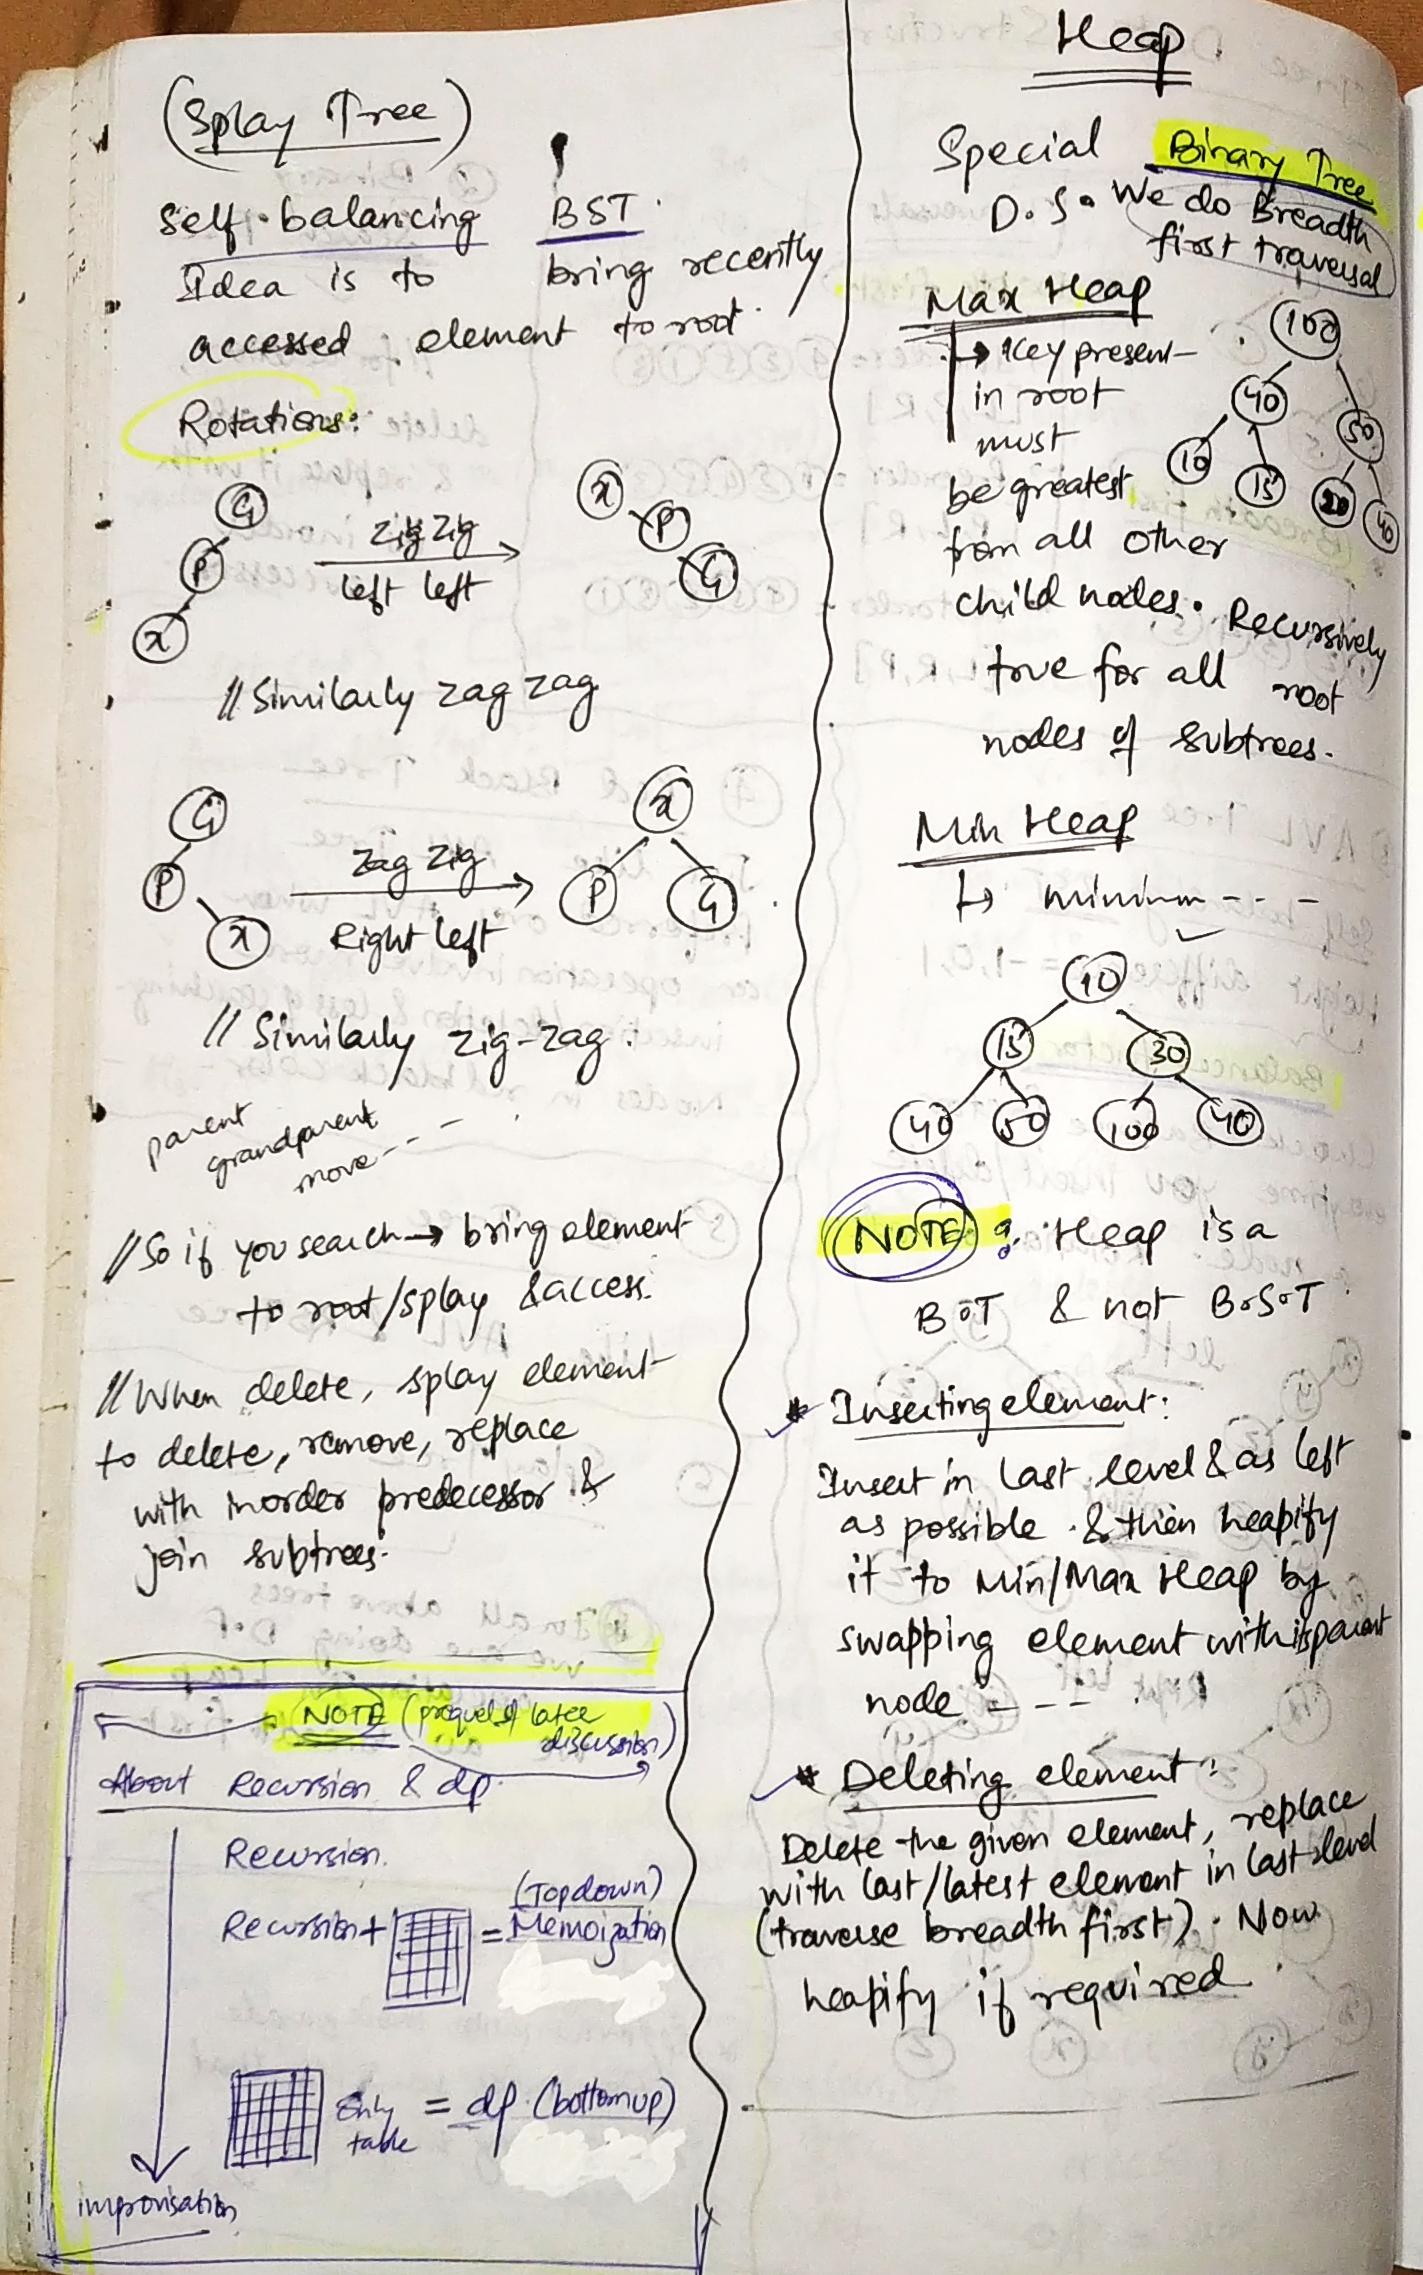 (Splay Tree)
Self-balancing BST.
Idea is to bring recently
accessed element to root.
Rotations:
G
P
X
Zig Zig
left left
X
P
G
// Similarly zag zag
G
P
X
Zag Zig
Right left
X
P
G
// Similarly zig-zag.
parent
grandparent
move - - -
// So if you search → bring element
to root/splay & access.
// When delete, splay element
to delete, remove, replace
with inorder predecessor &
join subtrees.
NOTE (prequel of later
discussion)
About Recursion & dp.
Recursion.
(Topdown)
Recursion + = Memoization
Only
table = dp (bottomup)
improvisation
Heap
Special Binary Tree
D.S. We do Breadth
first traversal
Max Heap
→ Key present
in root
must
be greatest
from all other
child nodes. Recursively
true for all root
nodes of subtrees.
100
40
50
10
15
20
40
Min Heap
↳ minimum - - -
10
15
30
40
50
100
40
NOTE : Heap is a
B.T & not B.S.T.
* Inserting element:
Insert in last level & as left
as possible. & then heapify
it to Min/Max Heap by
swapping element with its parent
node - - -
* Deleting element:
Delete the given element, replace
with last/latest element in last level
(traverse breadth first). Now
heapify if required